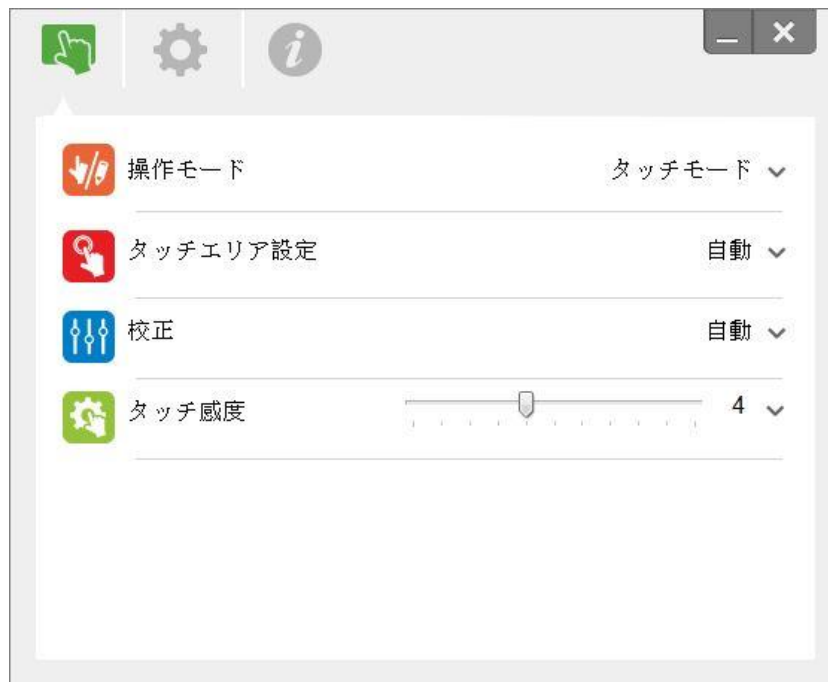 操作モード
タッチモード
タッチエリア設定
自動
校正
自動
タッチ感度
4